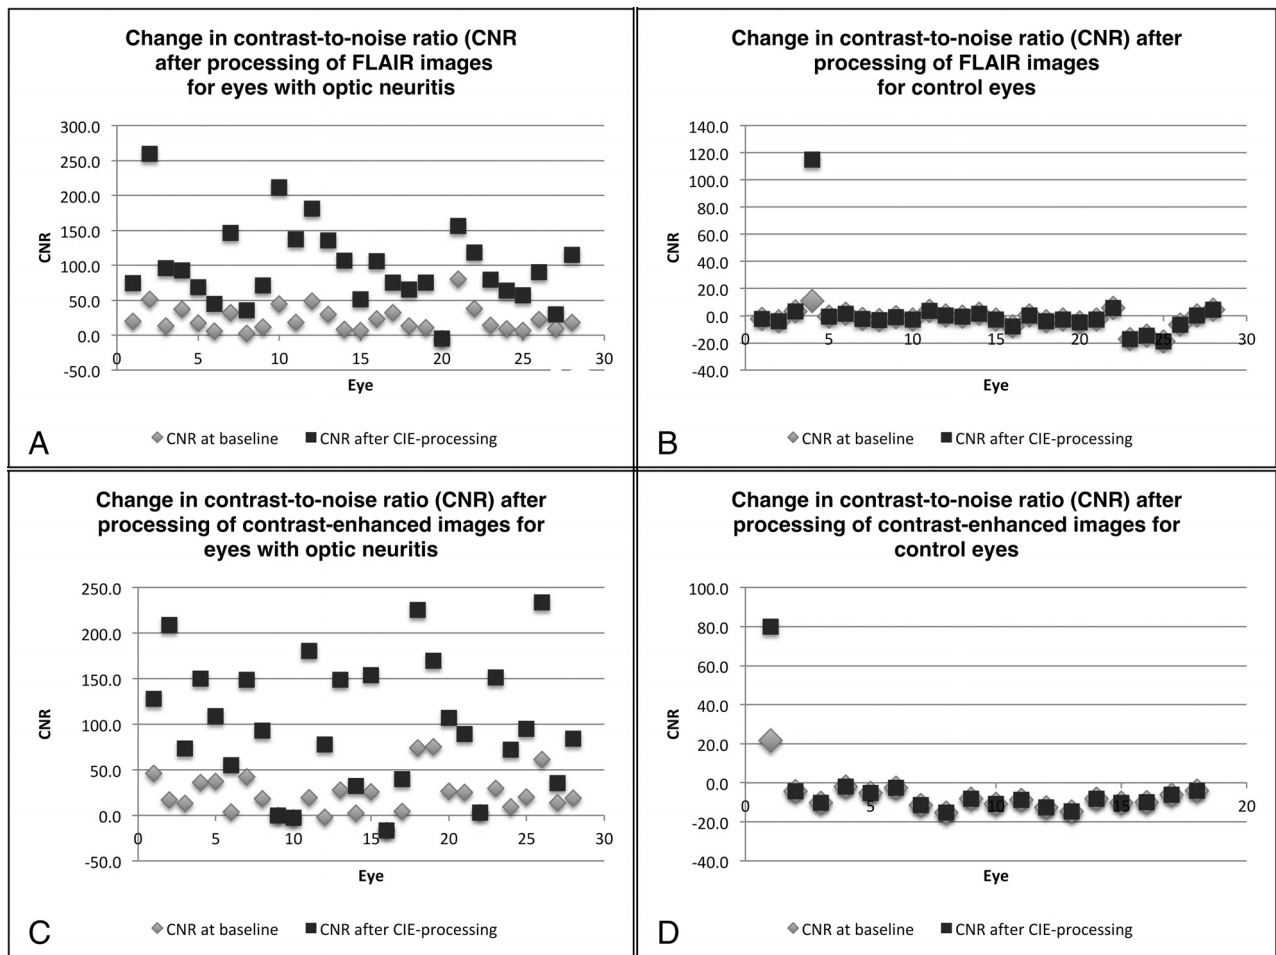 Change in contrast-to-noise ratio (CNR
after processing of FLAIR images
for eyes with optic neuritis
300.0
250.0
200.0
150.0
100.0
50.0
0.0
-50.0
CNR
0 5 10 15 20 25 30
Eye
CNR at baseline CNR after CIE-processing
A
Change in contrast-to-noise ratio (CNR) after
processing of FLAIR images
for control eyes
140.0
120.0
100.0
80.0
60.0
40.0
20.0
0.0
-20.0
-40.0
CNR
0 5 10 15 20 25 30
Eye
CNR at baseline CNR after CIE-processing
B
Change in contrast-to-noise ratio (CNR) after
processing of contrast-enhanced images for
eyes with optic neuritis
250.0
200.0
150.0
100.0
50.0
0.0
-50.0
CNR
0 5 10 15 20 25 30
Eye
CNR at baseline CNR after CIE-processing
C
Change in contrast-to-noise ratio (CNR) after
processing of contrast-enhanced images for
control eyes
100.0
80.0
60.0
40.0
20.0
0.0
-20.0
-40.0
CNR
0 5 10 15 20
Eye
CNR at baseline CNR after CIE-processing
D